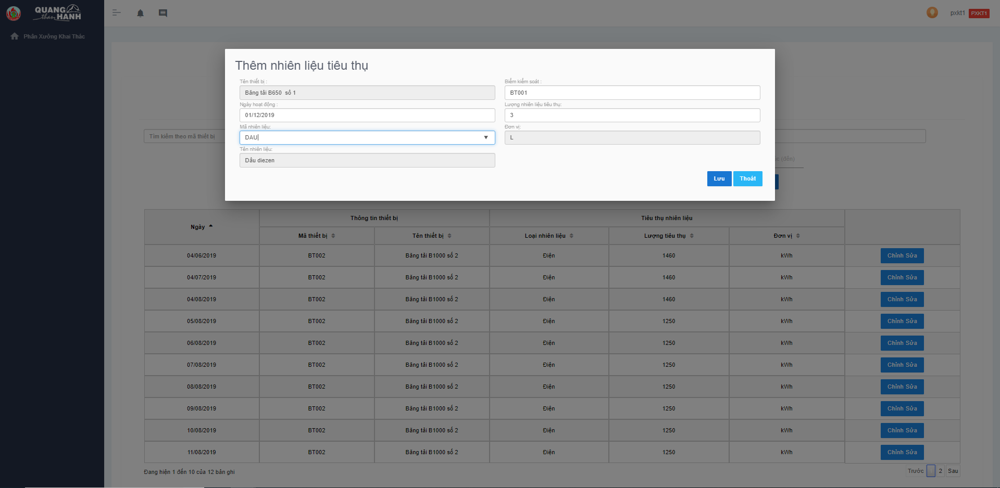 QUANG
than HANH
pxkt1 PXKT1
Phân Xưởng Khai Thác
Thêm nhiên liệu tiêu thụ
Tên thiết bị :
Biểm kiểm soát :
Băng tải B650 số 1
BT001
Ngày hoạt động :
Lượng nhiên liệu tiêu thụ:
01/12/2019
3
Mã nhiên liệu:
Đơn vị:
Tìm kiếm theo mã thiết bị
DAU
L
Tên nhiên liệu:
Dầu diezen
(đến)
Lưu Thoát
Ngày Thông tin thiết bị Tiêu thụ nhiên liệu
Mã thiết bị Tên thiết bị Loại nhiên liệu Lượng tiêu thụ Đơn vị
04/06/2019 BT002 Băng tải B1000 số 2 Điện 1460 kWh Chỉnh Sửa
04/07/2019 BT002 Băng tải B1000 số 2 Điện 1460 kWh Chỉnh Sửa
04/08/2019 BT002 Băng tải B1000 số 2 Điện 1460 kWh Chỉnh Sửa
05/08/2019 BT002 Băng tải B1000 số 2 Điện 1250 kWh Chỉnh Sửa
06/08/2019 BT002 Băng tải B1000 số 2 Điện 1250 kWh Chỉnh Sửa
07/08/2019 BT002 Băng tải B1000 số 2 Điện 1250 kWh Chỉnh Sửa
08/08/2019 BT002 Băng tải B1000 số 2 Điện 1250 kWh Chỉnh Sửa
09/08/2019 BT002 Băng tải B1000 số 2 Điện 1250 kWh Chỉnh Sửa
10/08/2019 BT002 Băng tải B1000 số 2 Điện 1250 kWh Chỉnh Sửa
11/08/2019 BT002 Băng tải B1000 số 2 Điện 1250 kWh Chỉnh Sửa
Đang hiện 1 đến 10 của 12 bản ghi
Trước 2 Sau